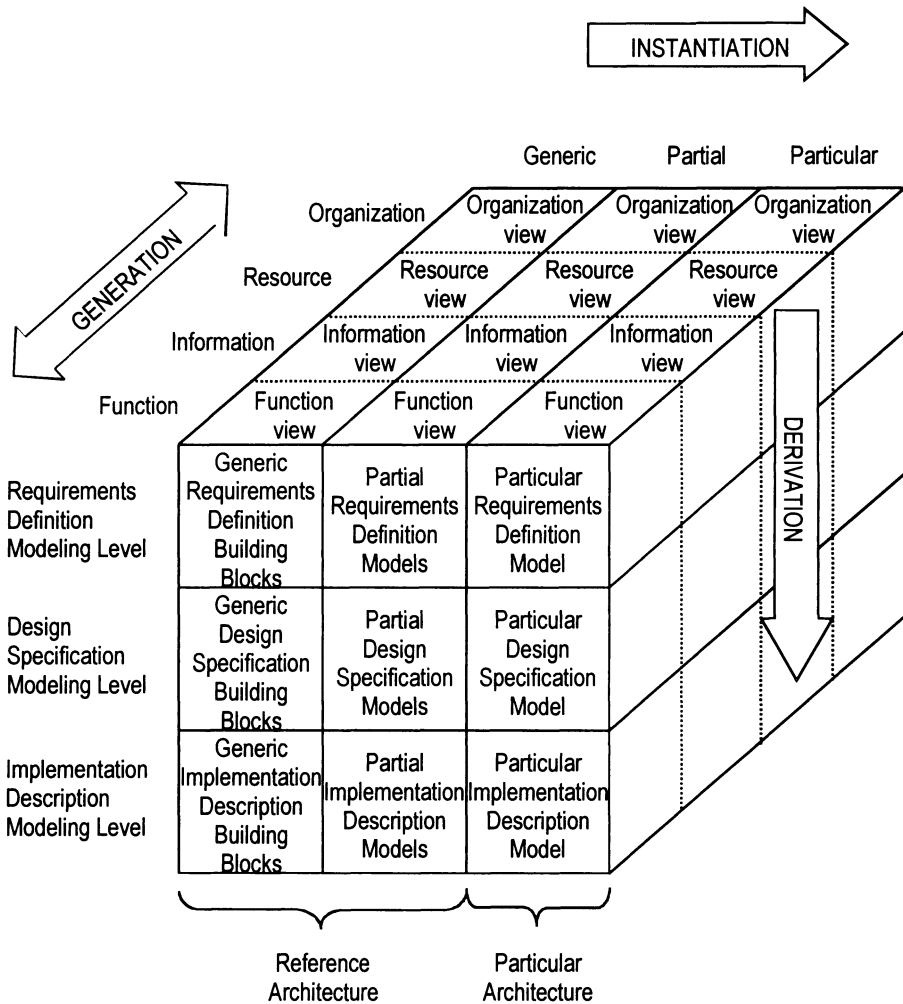 INSTANTIATION
Generic Partial Particular
GENERATION
Organization
Organization
view
Organization
view
Organization
view
Resource
Resource
view
Resource
view
Resource
view
Information
Information
view
Information
view
Information
view
Function
Function
view
Function
view
Function
view
DERIVATION
Requirements
Definition
Modeling Level
Generic
Requirements
Definition
Building
Blocks
Partial
Requirements
Definition
Models
Particular
Requirements
Definition
Model
Design
Specification
Modeling Level
Generic
Design
Specification
Building
Blocks
Partial
Design
Specification
Models
Particular
Design
Specification
Model
Implementation
Description
Modeling Level
Generic
Implementation
Description
Building
Blocks
Partial
Implementation
Description
Models
Particular
Implementation
Description
Model
Reference
Architecture
Particular
Architecture